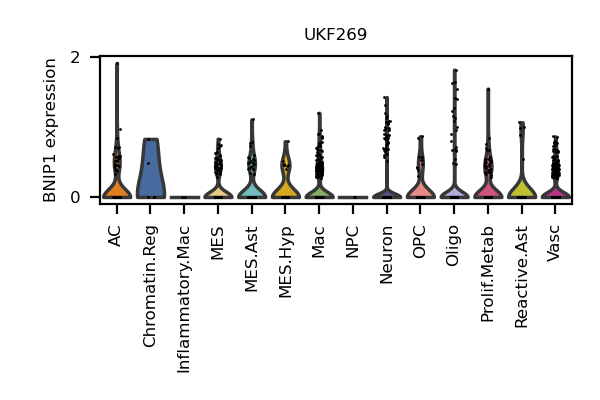 UKF269
BNIP1 expression
2
0
AC
Chromatin.Reg
Inflammatory.Mac
MES
MES.Ast
MES.Hyp
Mac
NPC
Neuron
OPC
Oligo
Prolif.Metab
Reactive.Ast
Vasc